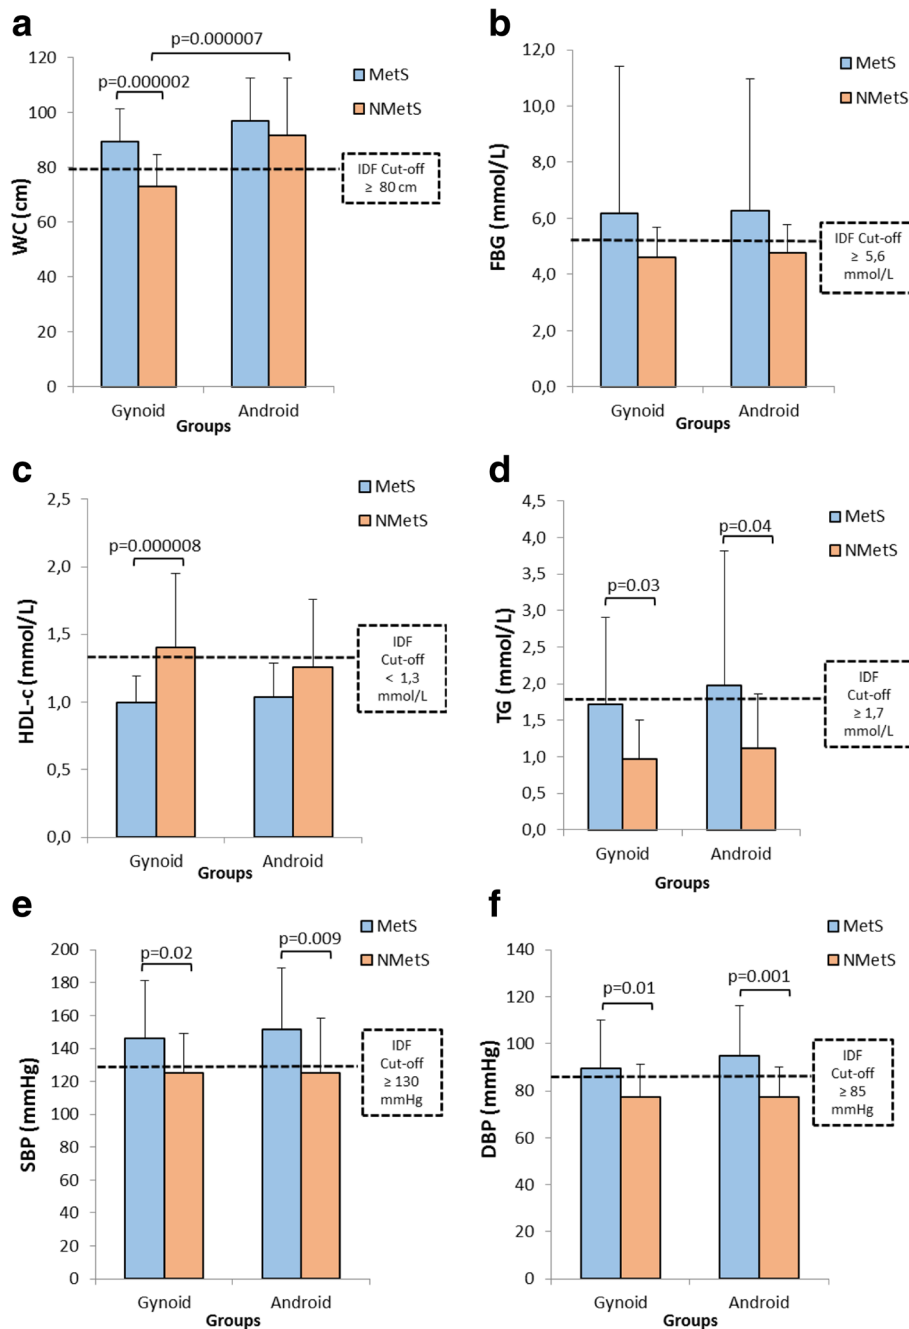 a
p=0.000007
p=0.000002
MetS
NMetS
120
100
80
60
40
20
0
WC (cm)
IDF Cut-off
≥ 80 cm
Gynoid
Android
Groups
b
12,0
10,0
8,0
6,0
4,0
2,0
0,0
FBG (mmol/L)
MetS
NMetS
IDF Cut-off
≥ 5,6
mmol/L
Gynoid
Android
Groups
c
2,5
2,0
1,5
1,0
0,5
0,0
HDL-c (mmol/L)
p=0.000008
MetS
NMetS
IDF
Cut-off
< 1,3
mmol/L
Gynoid
Android
Groups
d
4,5
4,0
3,5
3,0
2,5
2,0
1,5
1,0
0,5
0,0
TG (mmol/L)
p=0.03
p=0.04
MetS
NMetS
IDF
Cut-off
≥ 1,7
mmol/L
Gynoid
Android
Groups
e
200
180
160
140
120
100
80
60
40
20
0
SBP (mmHg)
p=0.02
p=0.009
MetS
NMetS
IDF
Cut-off
≥ 130
mmHg
Gynoid
Android
Groups
f
140
120
100
80
60
40
20
0
DBP (mmHg)
p=0.01
p=0.001
MetS
NMetS
IDF
Cut-off
≥ 85
mmHg
Gynoid
Android
Groups